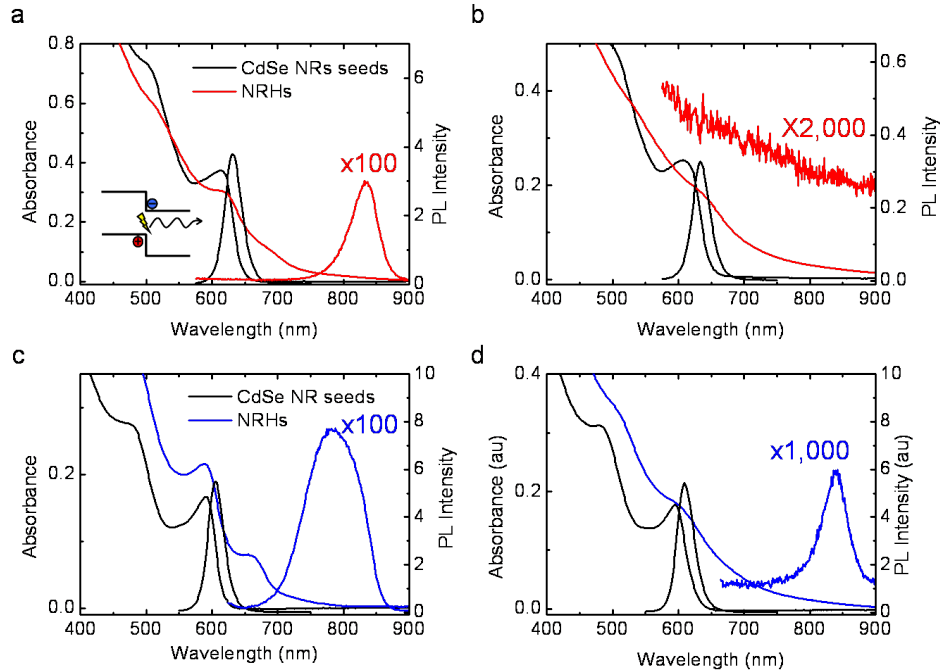 a
0.8
0.6
0.4
0.2
0.0
Absorbance
CdSe NRs seeds
NRHs
x100
6
4
2
0
PL Intensity
400 500 600 700 800 900
Wavelength (nm)
b
0.4
0.2
0.0
Absorbance
X2,000
0.6
0.4
0.2
0.0
PL Intensity
400 500 600 700 800 900
Wavelength (nm)
c
0.2
0.0
Absorbance
CdSe NR seeds
NRHs
x100
10
8
6
4
2
0
PL Intensity
400 500 600 700 800 900
Wavelength (nm)
d
0.4
0.2
0.0
Absorbance (au)
x1,000
10
8
6
4
2
0
PL Intensity (au)
400 500 600 700 800 900
Wavelength (nm)